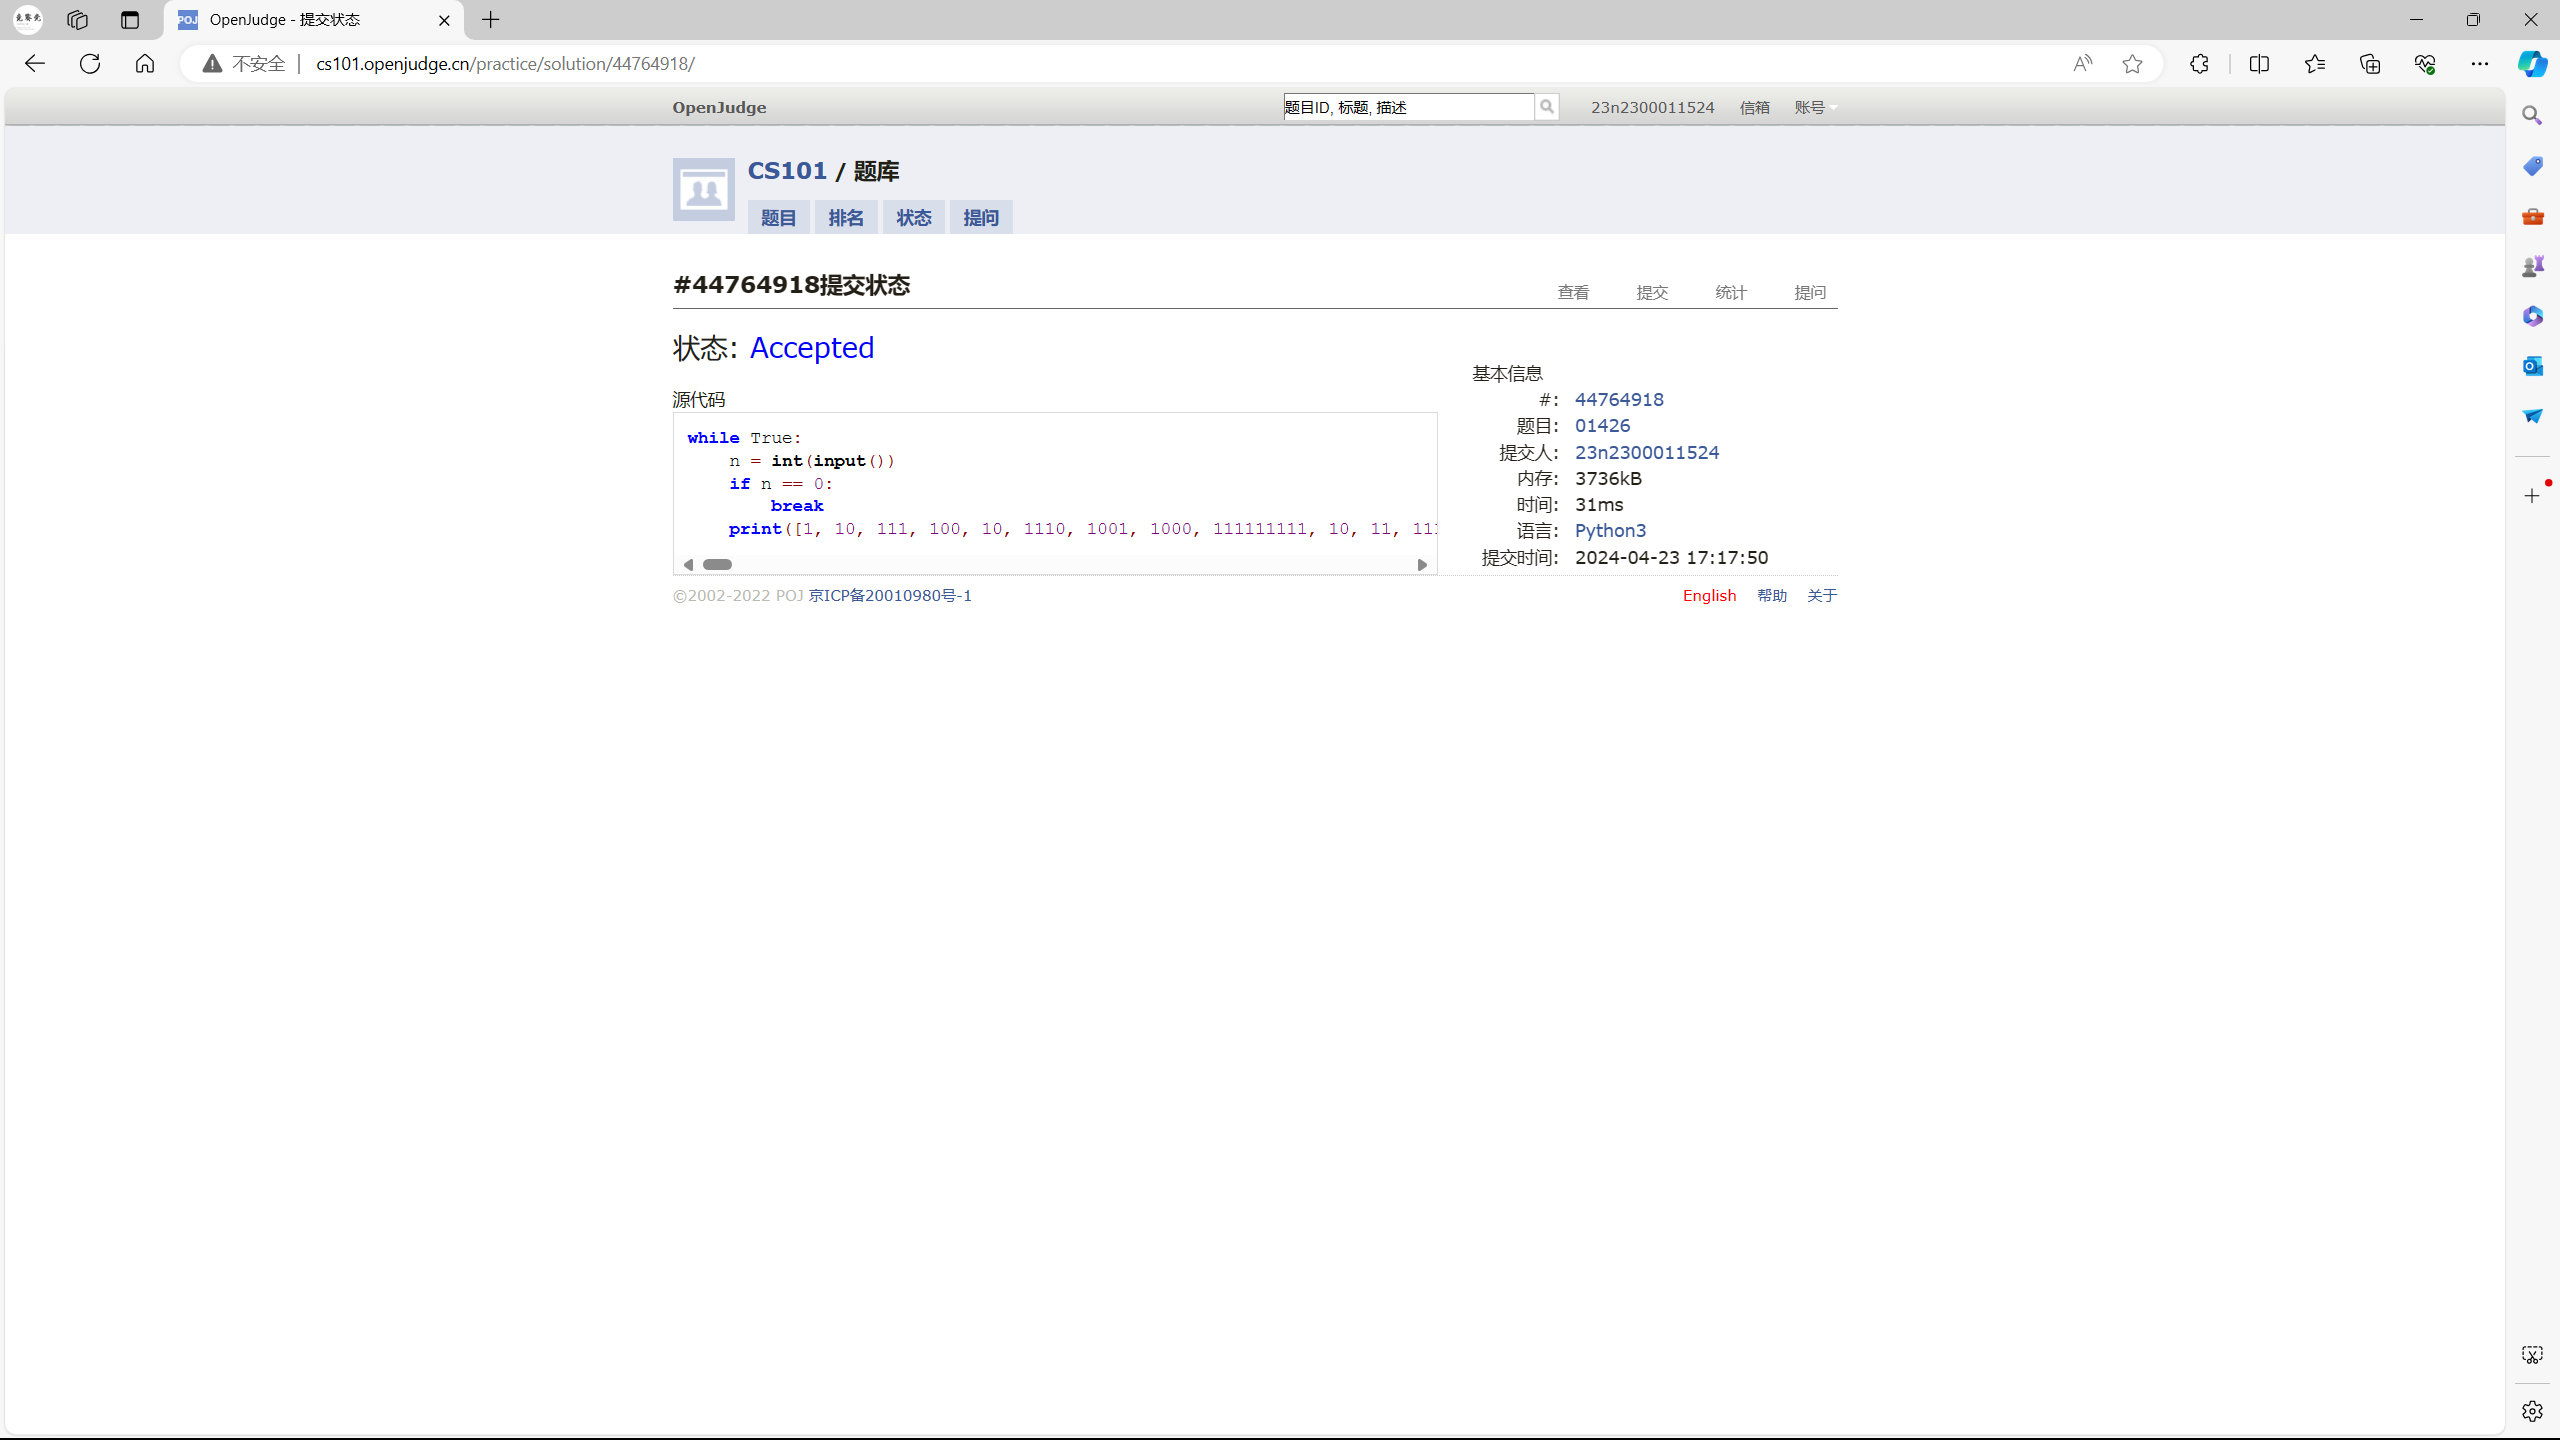 OpenJudge - 提交状态
不安全 | cs101.openjudge.cn/practice/solution/44764918/
OpenJudge 题目ID, 标题, 描述 23n2300011524 信箱 账号
CS101 / 题库
题目 排名 状态 提问
#44764918提交状态 查看 提交 统计 提问
状态: Accepted
基本信息
源代码
#: 44764918
题目: 01426
提交人: 23n2300011524
内存: 3736kB
时间: 31ms
语言: Python3
提交时间: 2024-04-23 17:17:50
while True:
n = int(input())
if n == 0:
break
print([1, 10, 111, 100, 10, 1110, 1001, 1000, 111111111, 10, 11, 111
©2002-2022 POJ 京ICP备20010980号-1 English 帮助 关于